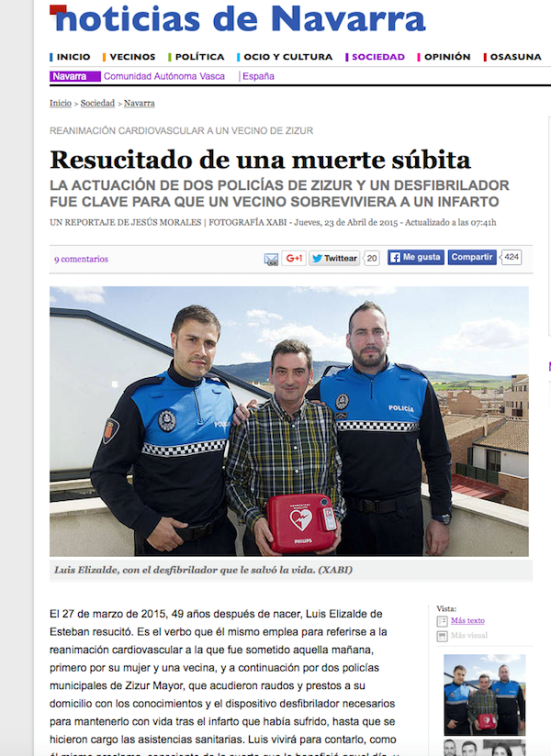 noticias de Navarra
INICIO VECINOS POLÍTICA OCIO Y CULTURA SOCIEDAD OPINIÓN OSASUNA
Navarra Comunidad Autónoma Vasca España
Inicio > Sociedad > Navarra
REANIMACIÓN CARDIOVASCULAR A UN VECINO DE ZIZUR
Resucitado de una muerte súbita
LA ACTUACIÓN DE DOS POLICÍAS DE ZIZUR Y UN DESFIBRILADOR
FUE CLAVE PARA QUE UN VECINO SOBREVIVIERA A UN INFARTO
UN REPORTAJE DE JESÚS MORALES | FOTOGRAFÍA XABI - Jueves, 23 de Abril de 2015 - Actualizado a las 07:41h
9 comentarios G+1 Twittear 20 Me gusta Compartir 424
POLICÍA
PHILIPS
Luis Elizalde, con el desfibrilador que le salvó la vida. (XABI)
El 27 de marzo de 2015, 49 años después de nacer, Luis Elizalde de
Esteban resucitó. Es el verbo que él mismo emplea para referirse a la
reanimación cardiovascular a la que fue sometido aquella mañana,
primero por su mujer y una vecina, y a continuación por dos policías
municipales de Zizur Mayor, que acudieron raudos y prestos a su
domicilio con los conocimientos y el dispositivo desfibrilador necesarios
para mantenerlo con vida tras el infarto que había sufrido, hasta que se
hicieron cargo las asistencias sanitarias. Luis vivirá para contarlo, como
Vista:
Más texto
Más visual